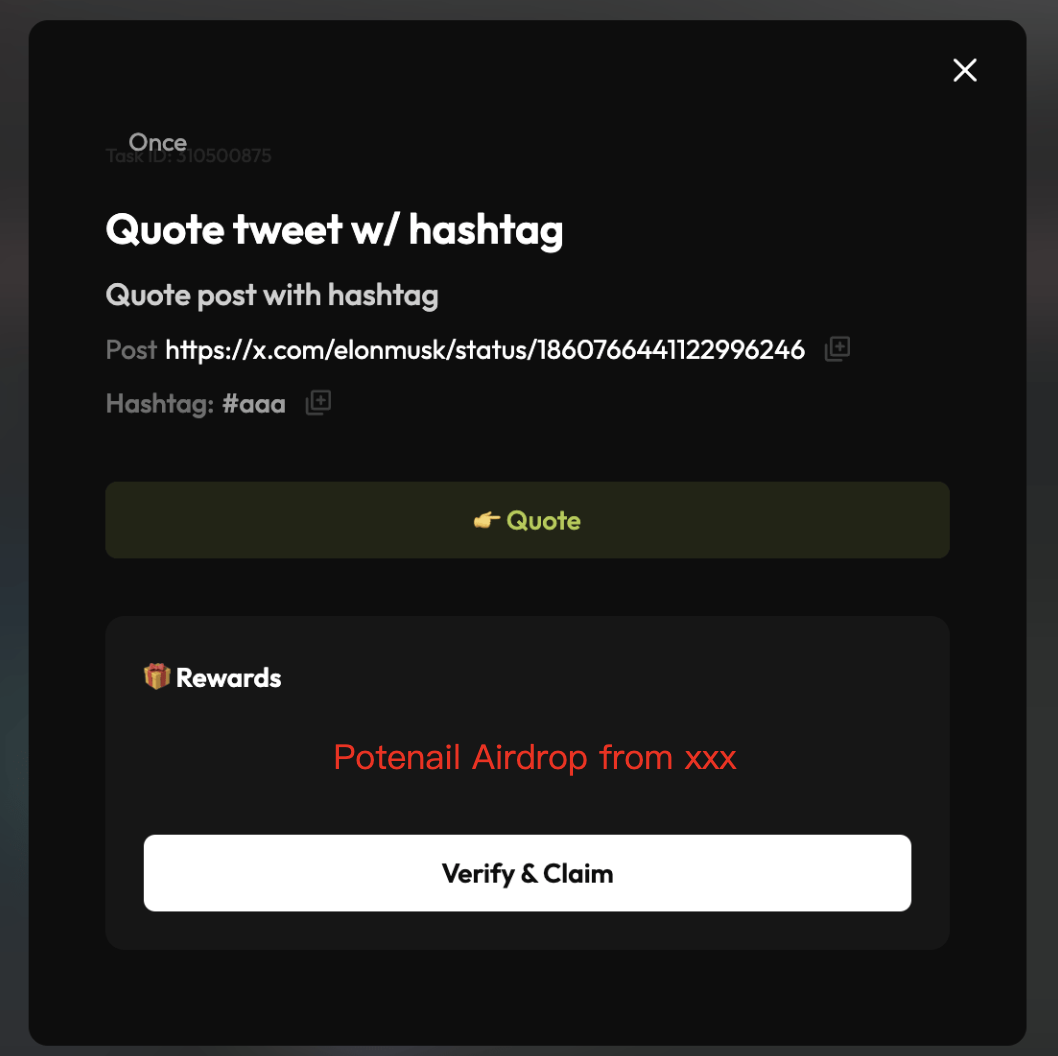 Once
Task ID: 310500875
Quote tweet w/ hashtag
Quote post with hashtag
Post https://x.com/elonmusk/status/1860766441122996246
Hashtag: #aaa
👉 Quote
🎁 Rewards
Potenail Airdrop from xxx
Verify & Claim